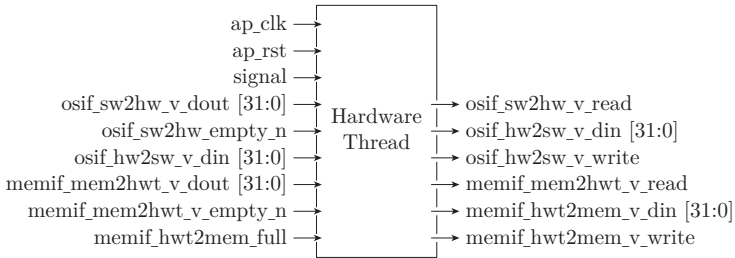 ap_clk
ap_rst
signal
osif_sw2hw_v_dout [31:0]
osif_sw2hw_empty_n
osif_hw2sw_v_din [31:0]
memif_mem2hwt_v_dout [31:0]
memif_mem2hwt_v_empty_n
memif_hwt2mem_full
Hardware
Thread
osif_sw2hw_v_read
osif_hw2sw_v_din [31:0]
osif_hw2sw_v_write
memif_mem2hwt_v_read
memif_hwt2mem_v_din [31:0]
memif_hwt2mem_v_write